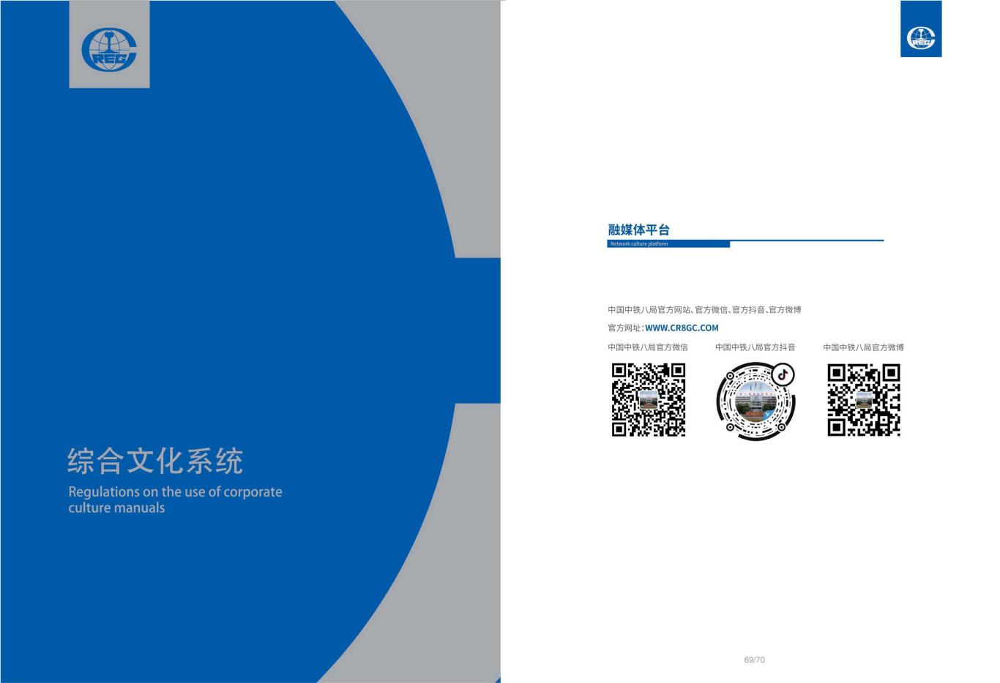 REG
综合文化系统
Regulations on the use of corporate
culture manuals
REG
融媒体平台
Network culture platform
中国中铁八局官方网站、官方微信、官方抖音、官方微博
官方网址：WWW.CR8GC.COM
中国中铁八局官方微信
中国中铁八局官方抖音
中国中铁八局官方微博
69/70